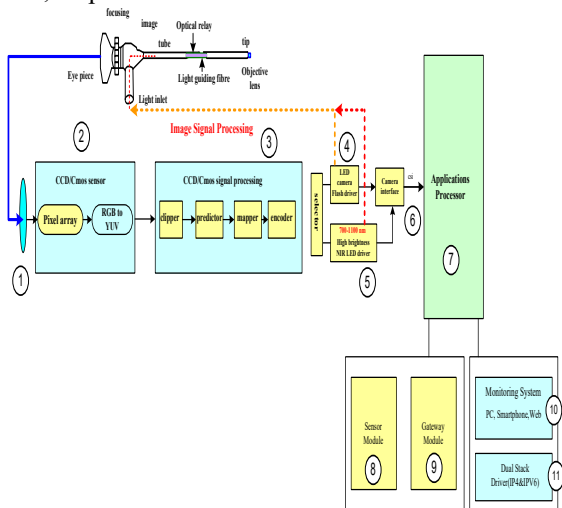 focusing
image
Optical relay
tube
tip
Eye piece
Light guiding fibre
Objective
lens
Light inlet
Image Signal Processing
2
3
4
CCD/Cmos sensor
CCD/Cmos signal processing
Pixel array
RGB to
YUV
clipper
predictor
mapper
encoder
selector
LED
camera
Flash driver
Camera
interface
csi
Applications
Processor
700-1100 nm
High brightness
NIR LED driver
1
5
6
7
Sensor
Module
8
Gateway
Module
9
Monitoring System
PC, Smartphone,Web
10
Dual Stack
Driver(IP4&IPV6)
11